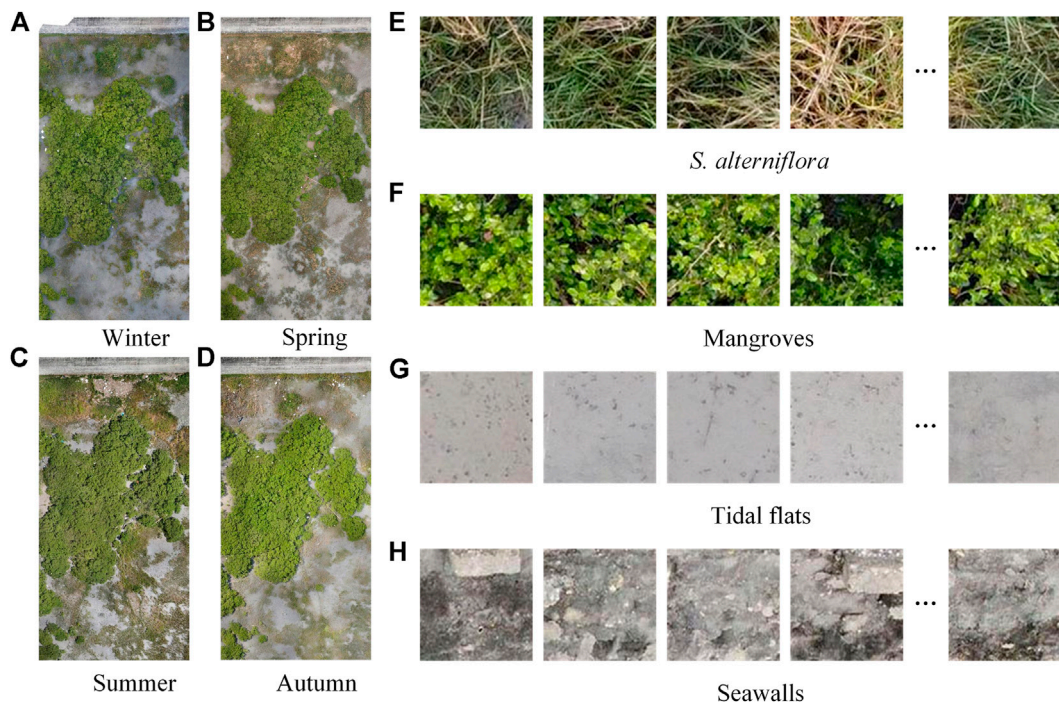 A
B
Winter
Spring
C
D
Summer
Autumn
E
...
S. alterniflora
F
...
Mangroves
G
...
Tidal flats
H
...
Seawalls